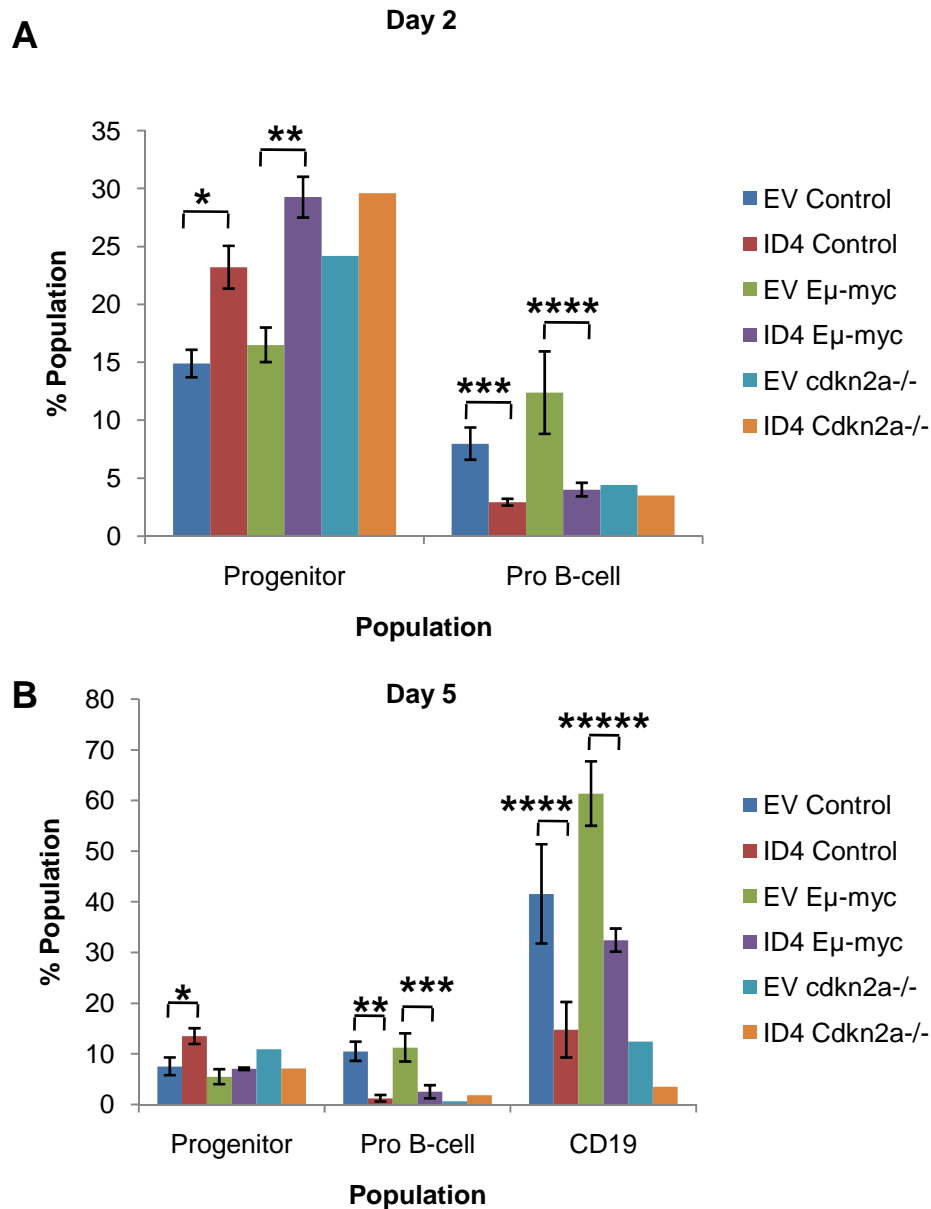 A
Day 2
35
30
25
20
15
10
5
0
% Population
*
**
***
****
Progenitor
Pro B-cell
Population
EV Control
ID4 Control
EV Eµ-myc
ID4 Eµ-myc
EV cdkn2a-/-
ID4 Cdkn2a-/-
B
Day 5
80
70
60
50
40
30
20
10
0
% Population
*
**
***
****
*****
Progenitor
Pro B-cell
CD19
Population
EV Control
ID4 Control
EV Eµ-myc
ID4 Eµ-myc
EV cdkn2a-/-
ID4 Cdkn2a-/-